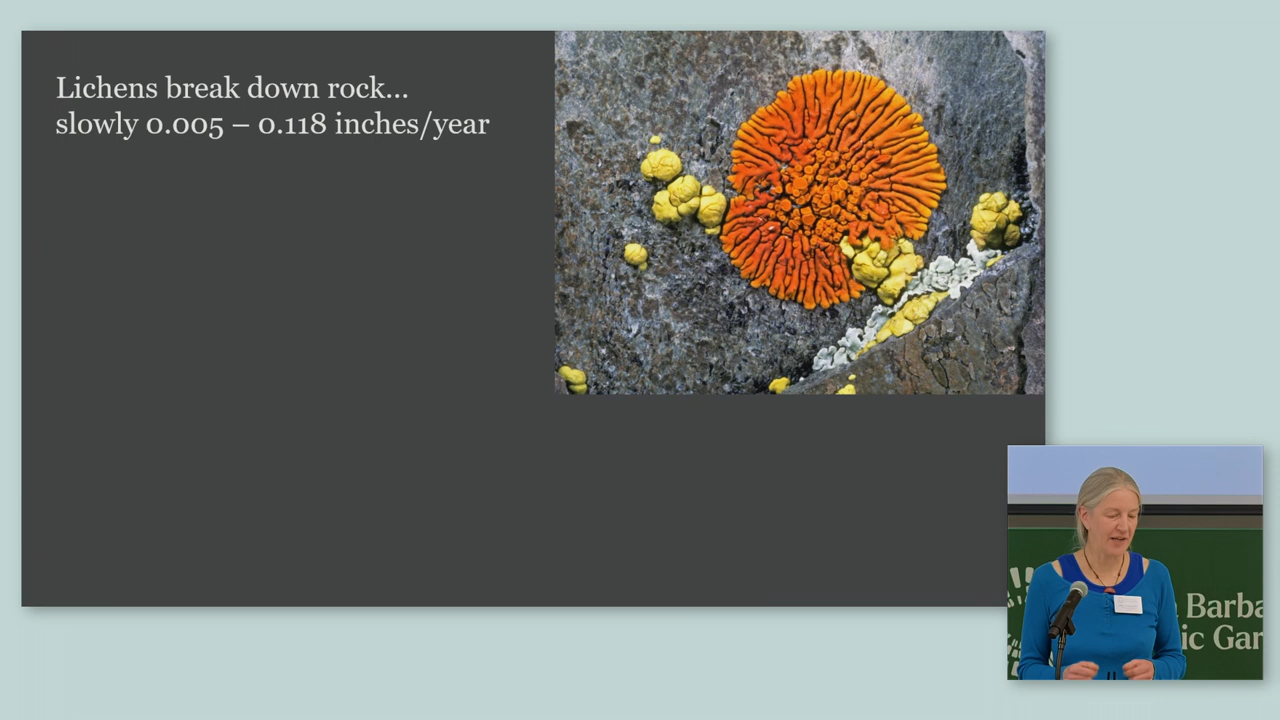 Lichens break down rock...
slowly 0.005 – 0.118 inches/year
Barba
ic Gar